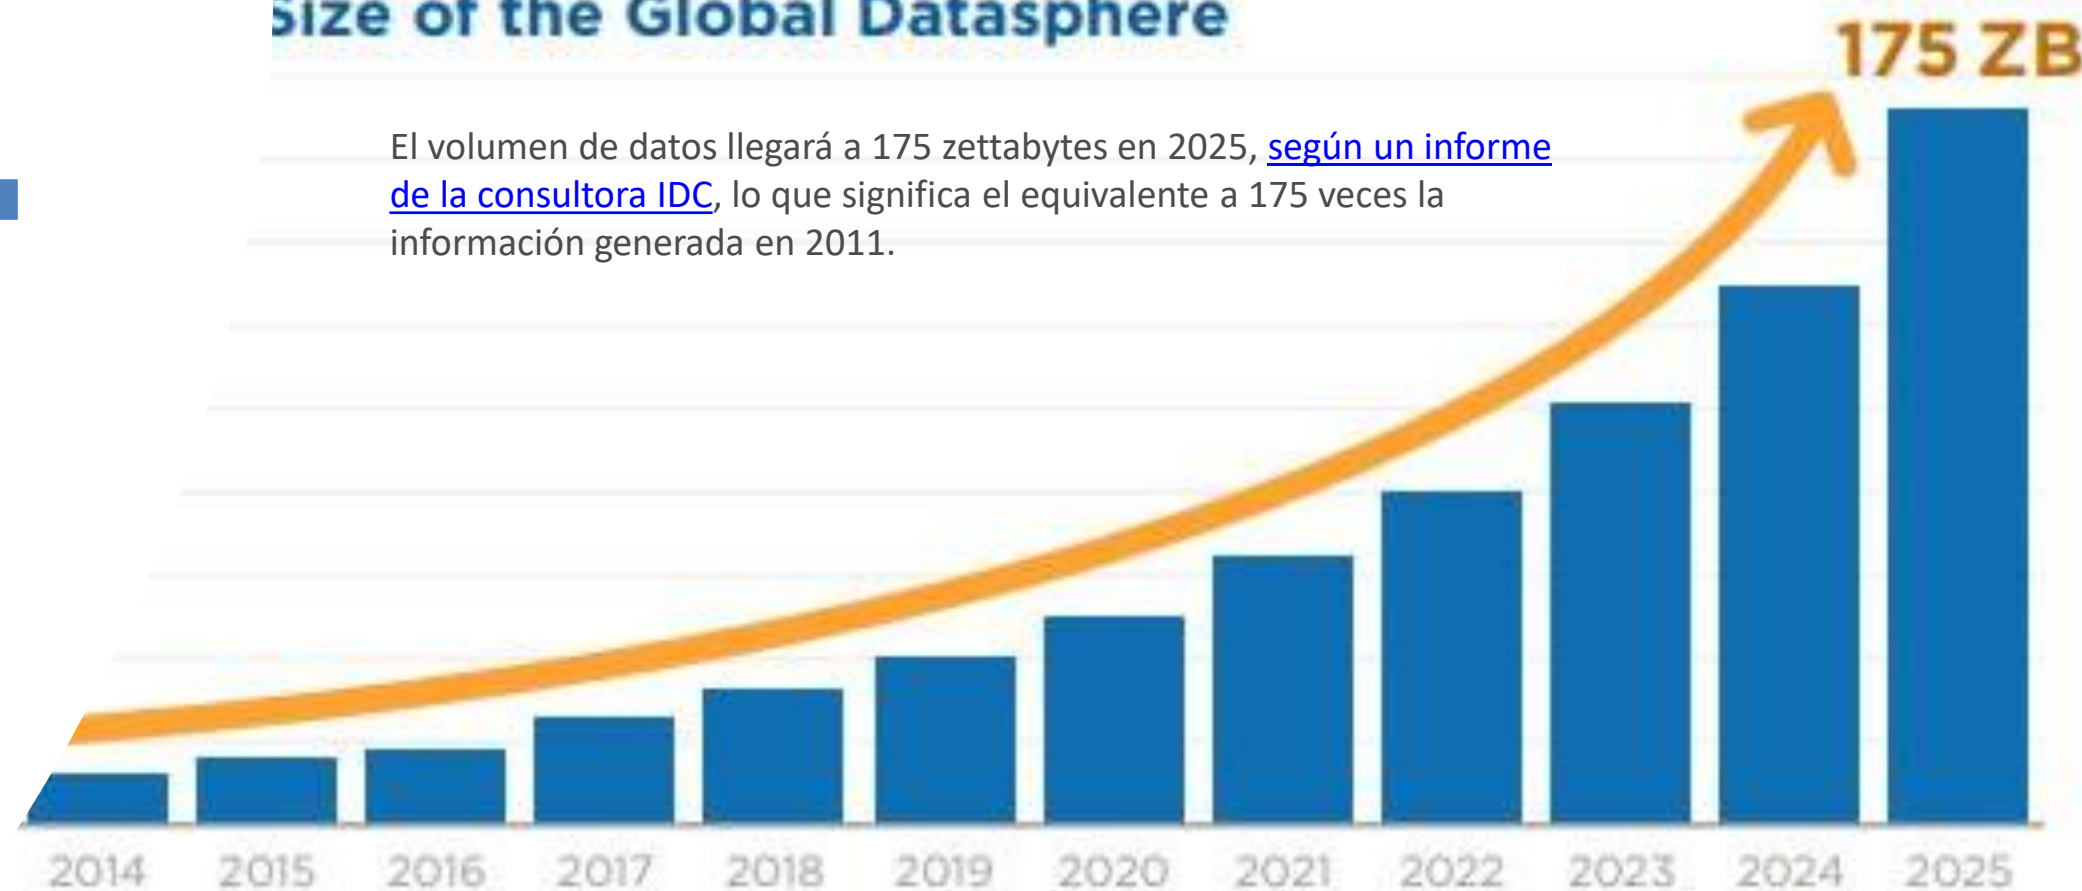 Size of the Global Datasphere
175 ZB
El volumen de datos llegará a 175 zettabytes en 2025, según un informe
de la consultora IDC, lo que significa el equivalente a 175 veces la
información generada en 2011.
2014 2015 2016 2017 2018 2019 2020 2021 2022 2023 2024 2025